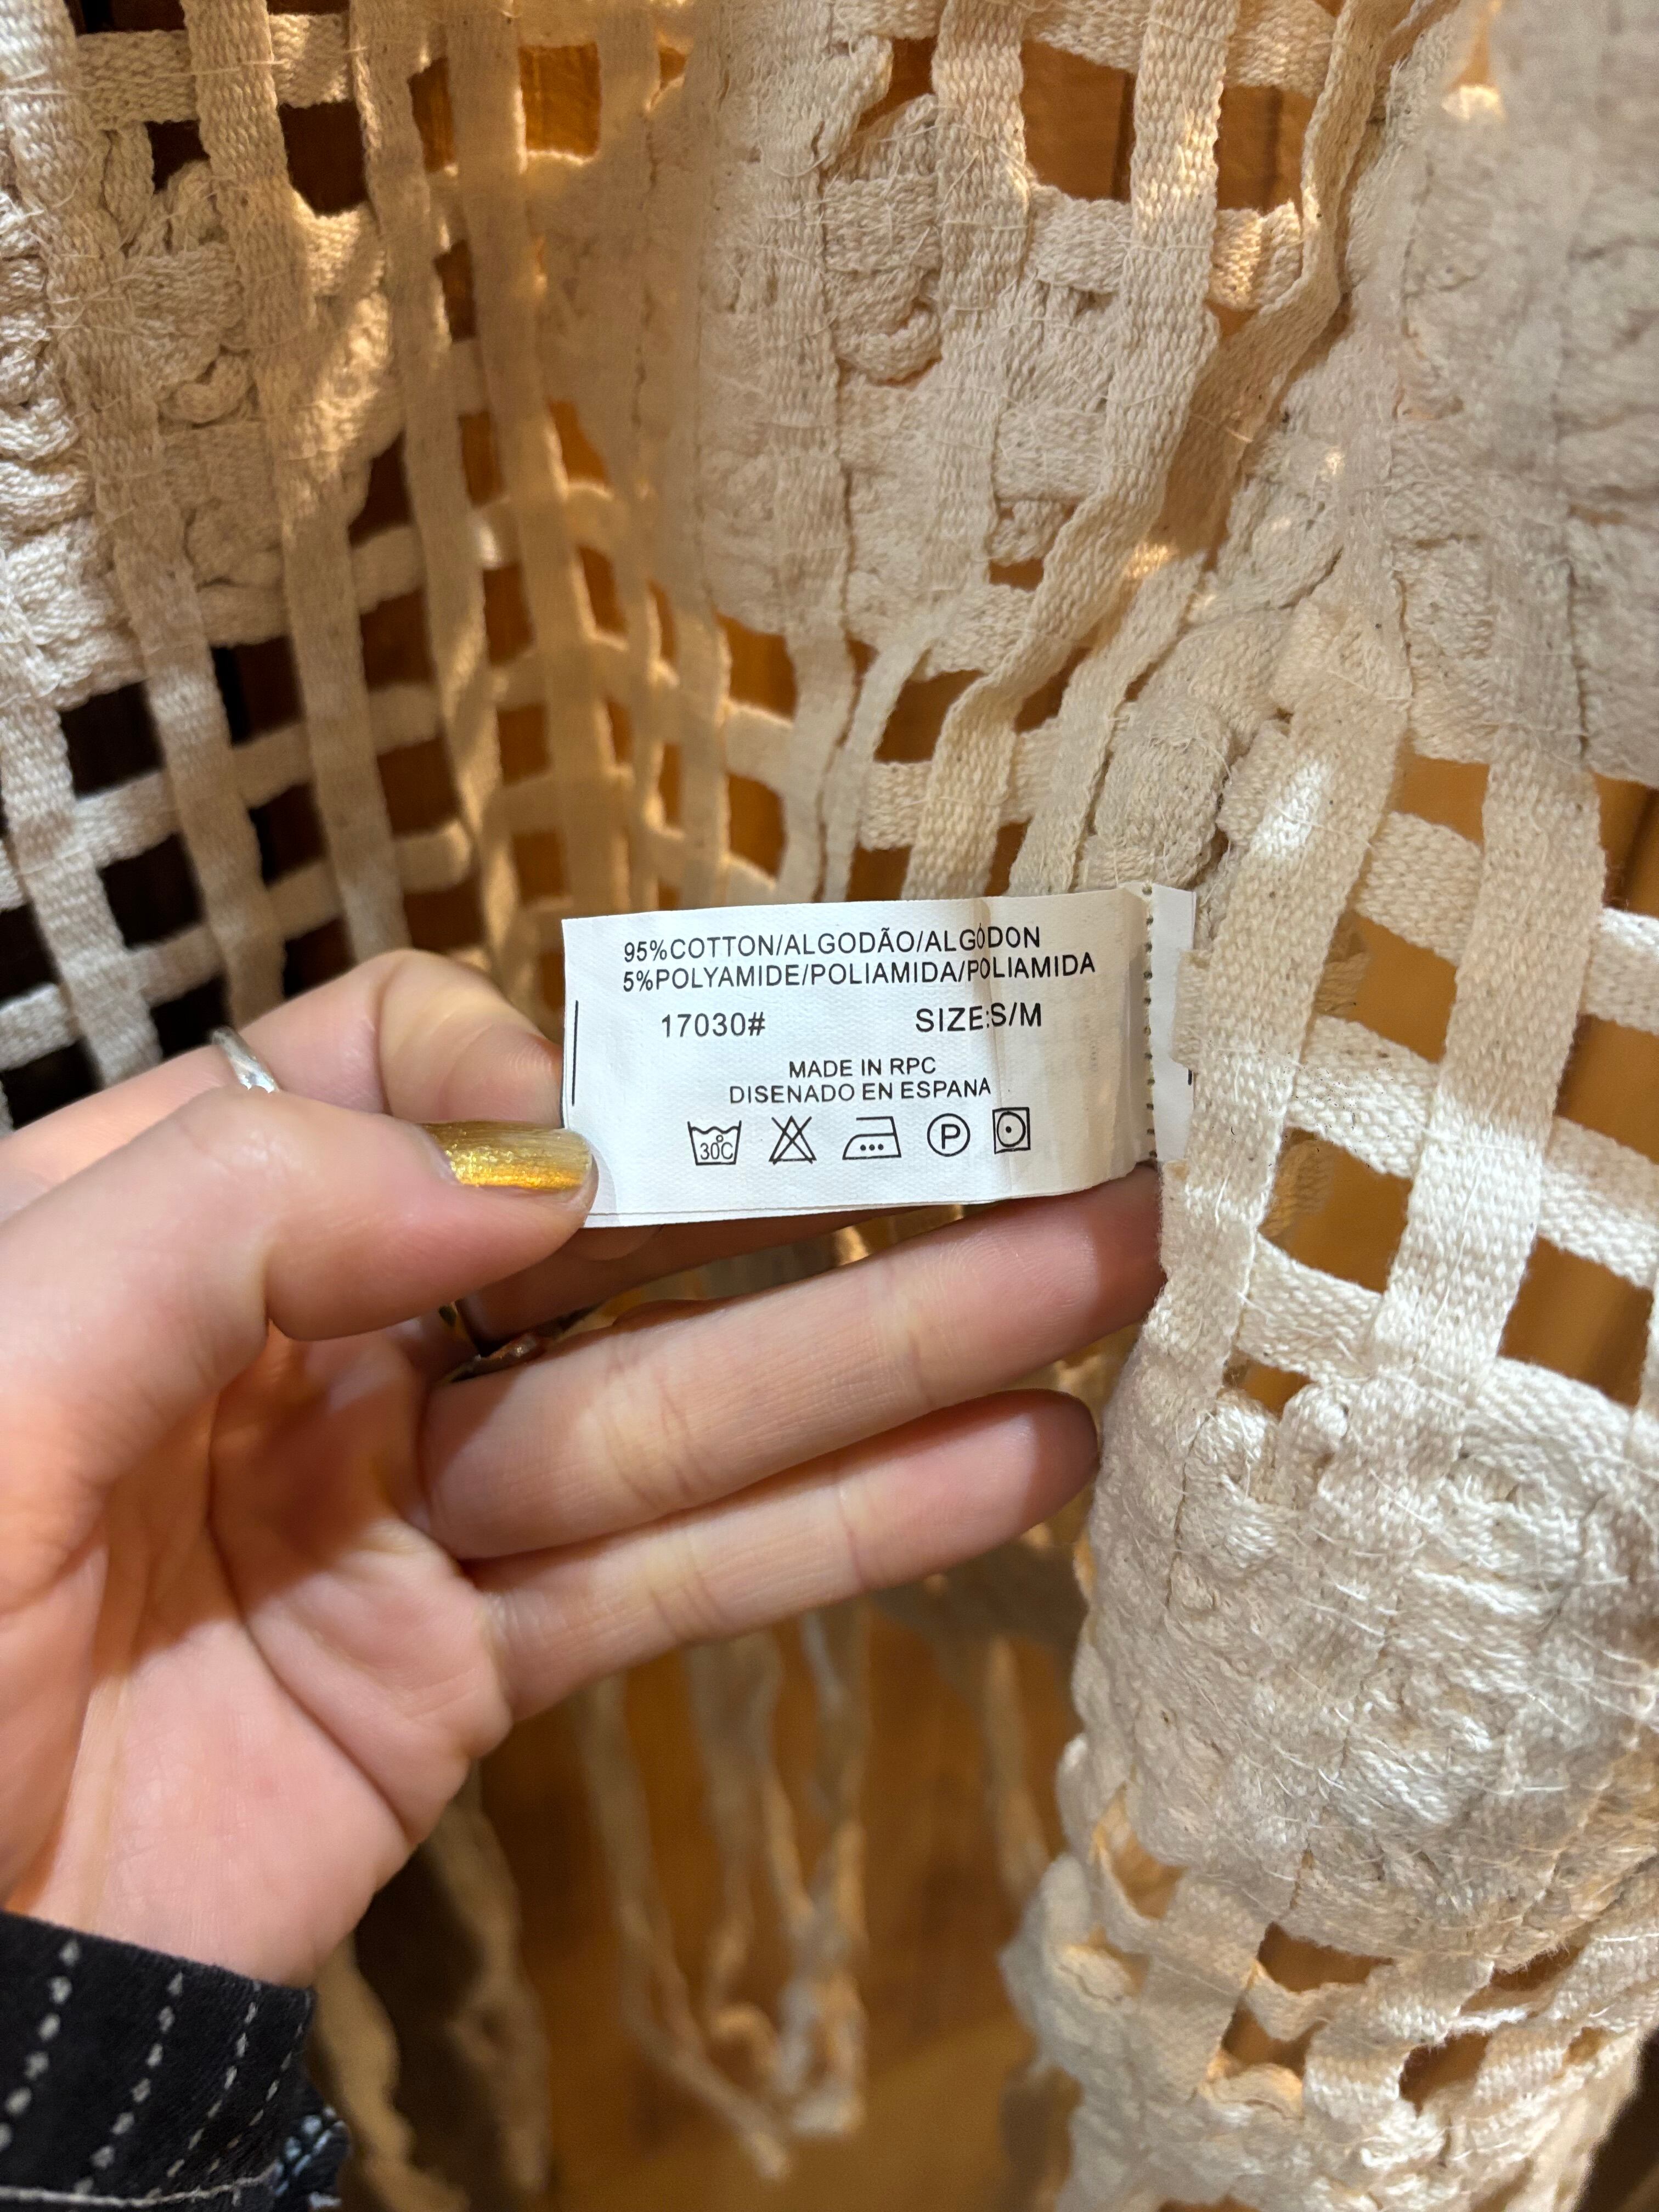 95%COTTON/ALGODÃO/ALGODON
5%POLYAMIDE/POLIAMIDA/POLIAMIDA
17030# SIZE:S/M
MADE IN RPC
DISENADO EN ESPANA
30°C P